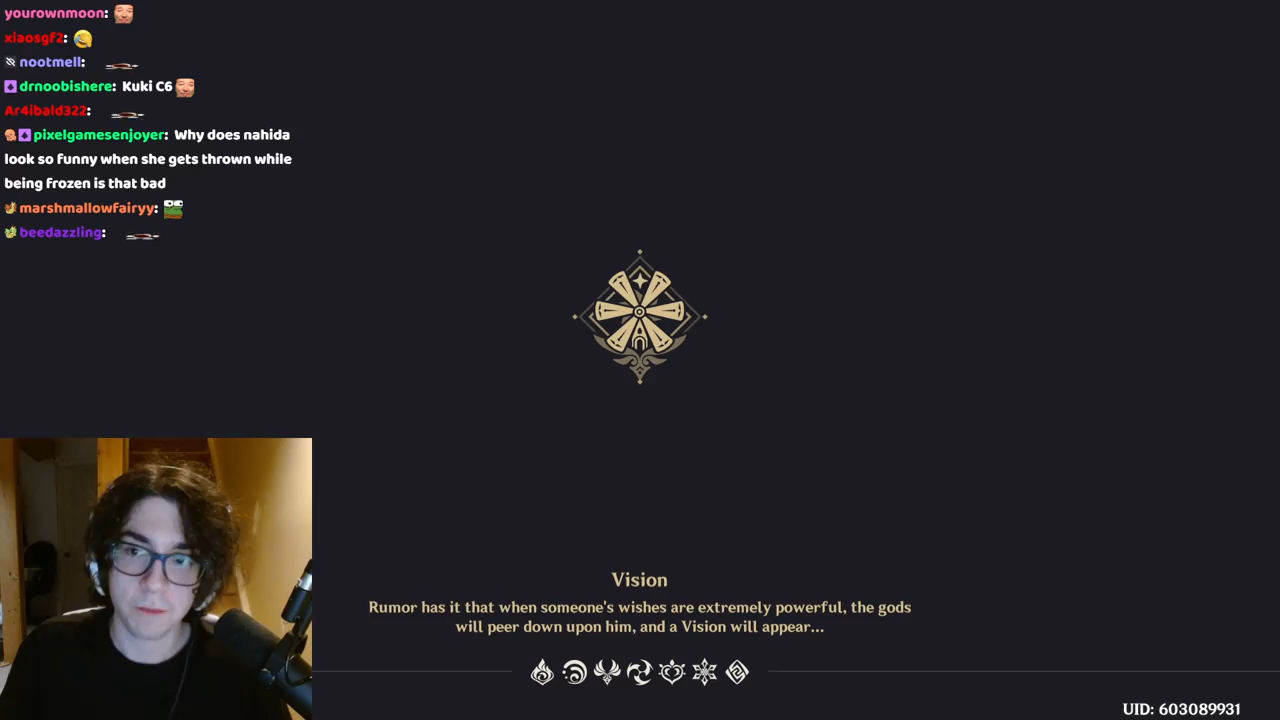 yourownmoon:
xiaosgf2:
nootmell:
drnoobishere: Kuki C6
Ar4ibald322:
pixelgamesenjoyer: Why does nahida
look so funny when she gets thrown while
being frozen is that bad
marshmallowfairyy:
beedazzling:
Vision
Rumor has it that when someone's wishes are extremely powerful, the gods
will peer down upon him, and a Vision will appear...
UID: 603089931